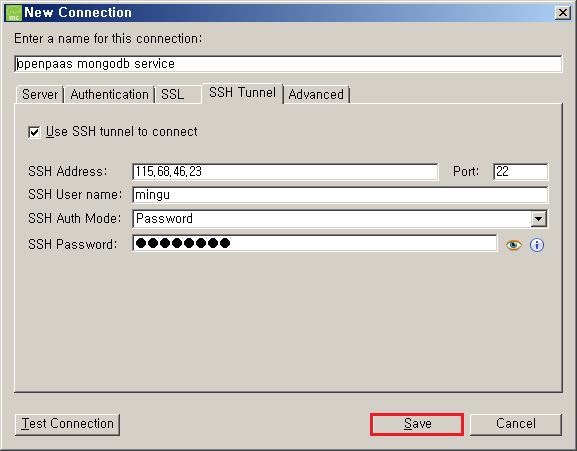 mc New Connection
Enter a name for this connection:
openpaas mongodb service
Server Authentication SSL SSH Tunnel Advanced
Use SSH tunnel to connect
SSH Address: 115,68,46,23 Port: 22
SSH User name: mingu
SSH Auth Mode: Password
SSH Password: ●●●●●●●●
Test Connection Save Cancel